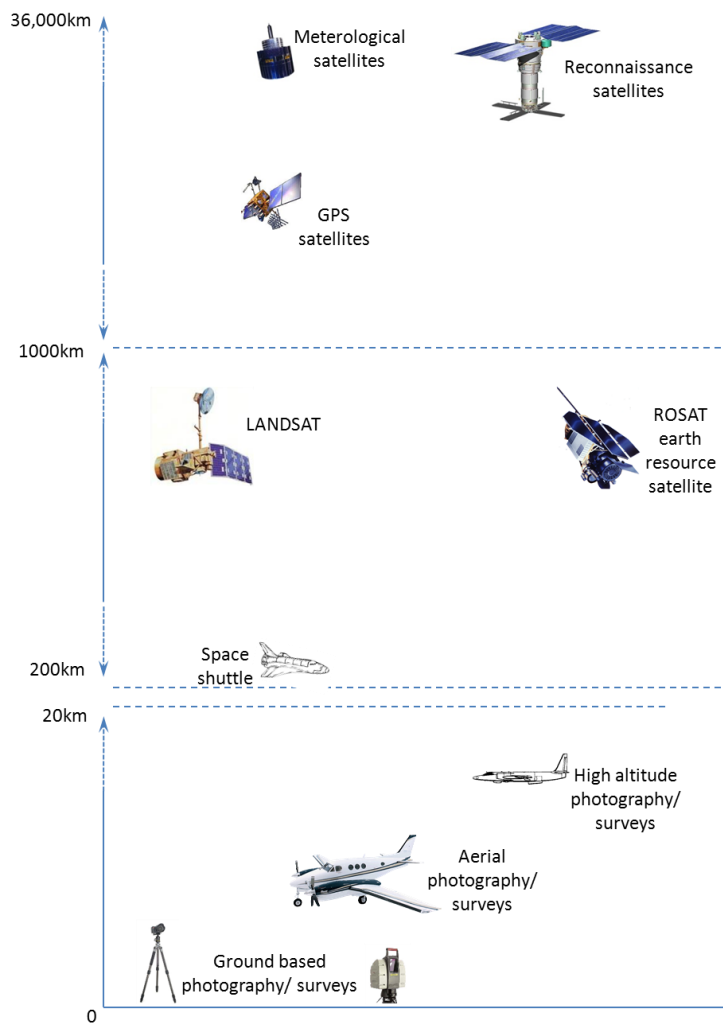 36,000km
Meterological
satellites
Reconnaissance
satellites
GPS
satellites
1000km
LANDSAT
ROSAT
earth
resource
satellite
Space
shuttle
200km
20km
High altitude
photography/
surveys
Aerial
photography/
surveys
Ground based
photography/ surveys
0